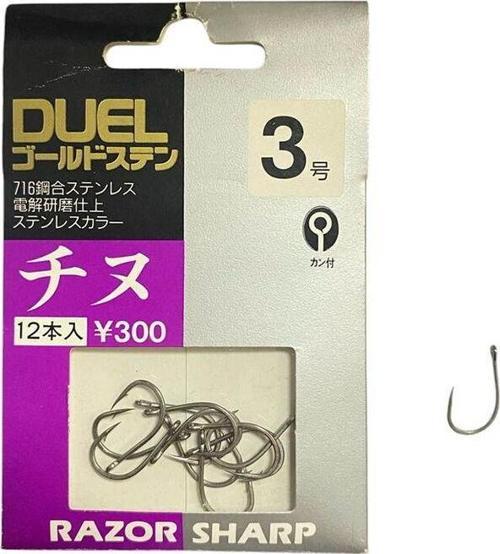 DUEL
ゴールドステン
716鋼合ステンレス
電解研磨仕上
ステンレスカラー
3号
カン付
チヌ
12本入 ¥300
RAZOR SHARP